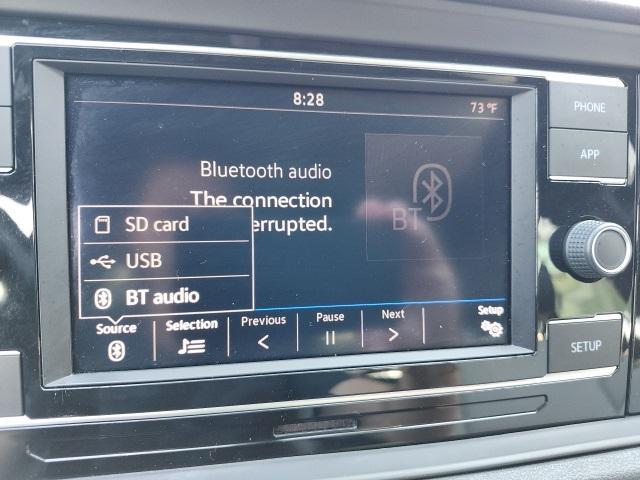 8:28
73 °F
PHONE
APP
Bluetooth audio
The connection
errupted.
BT
SD card
USB
BT audio
Source
Selection
Previous
Pause
Next
Setup
SETUP